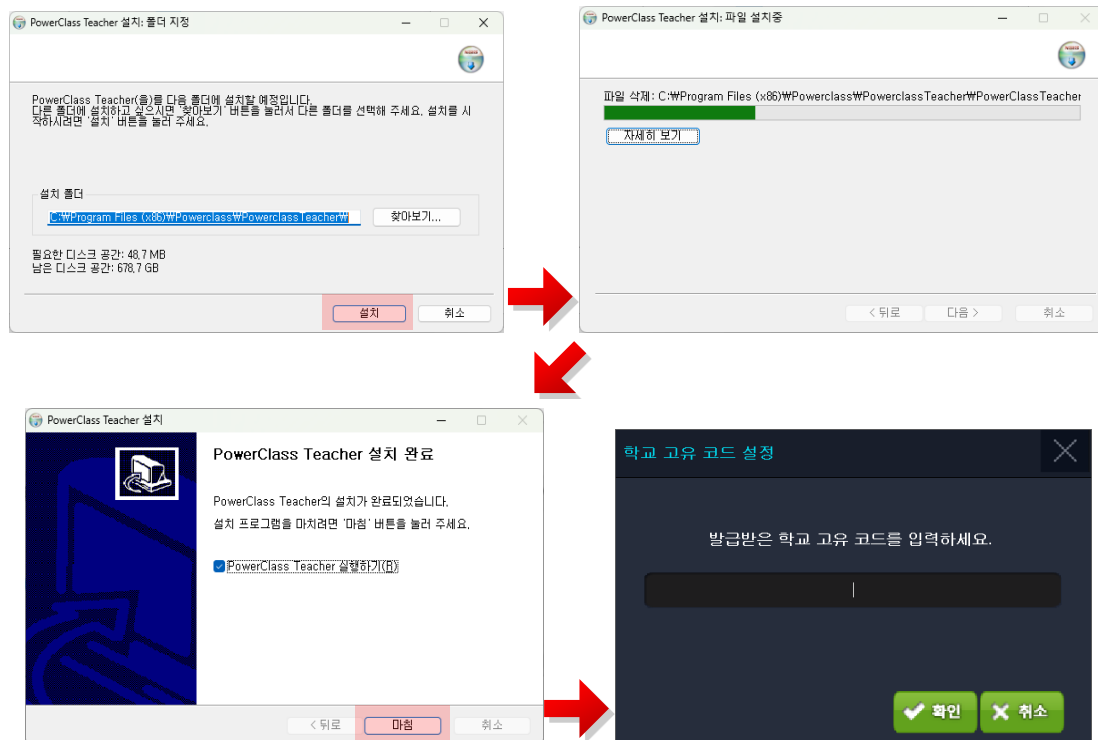 PowerClass Teacher 설치: 폴더 지정
PowerClass Teacher(을)를 다음 폴더에 설치할 예정입니다.
다른 폴더에 설치하고 싶으시면 '찾아보기' 버튼을 눌러서 다른 폴더를 선택해 주세요. 설치를 시
작하시려면 '설치' 버튼을 눌러 주세요.
설치 폴더
C:₩Program Files (x86)₩Powerclass₩PowerclassTeacher₩
찾아보기...
필요한 디스크 공간: 48.7 MB
남은 디스크 공간: 678.7 GB
설치
취소
PowerClass Teacher 설치: 파일 설치중
파일 삭제: C:₩Program Files (x86)₩Powerclass₩PowerclassTeacher₩PowerClassTeacher
자세히 보기
< 뒤로
다음 >
취소
PowerClass Teacher 설치
PowerClass Teacher 설치 완료
PowerClass Teacher의 설치가 완료되었습니다.
설치 프로그램을 마치려면 '마침' 버튼을 눌러 주세요.
PowerClass Teacher 실행하기(R)
< 뒤로
마침
취소
학교 고유 코드 설정
발급받은 학교 고유 코드를 입력하세요.
확인
취소